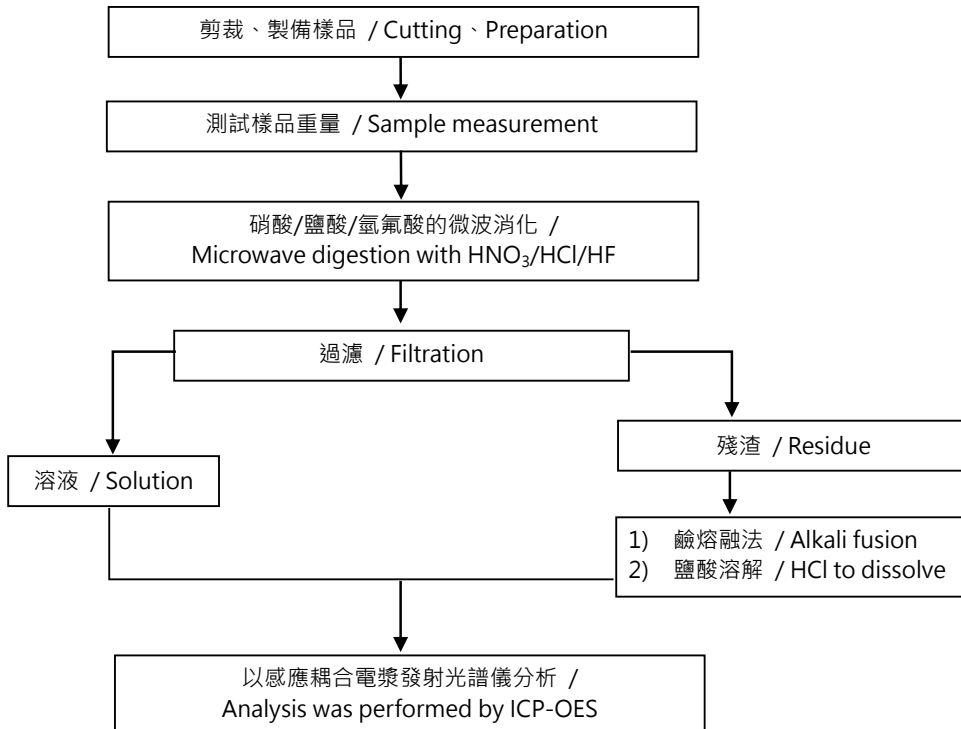 剪裁、製備樣品 / Cutting、Preparation
測試樣品重量 / Sample measurement
硝酸/鹽酸/氫氟酸的微波消化 /
Microwave digestion with HNO₃/HCl/HF
過濾 / Filtration
溶液 / Solution
殘渣 / Residue
1) 鹼熔融法 / Alkali fusion
2) 鹽酸溶解 / HCl to dissolve
以感應耦合電漿發射光譜儀分析 /
Analysis was performed by ICP-OES